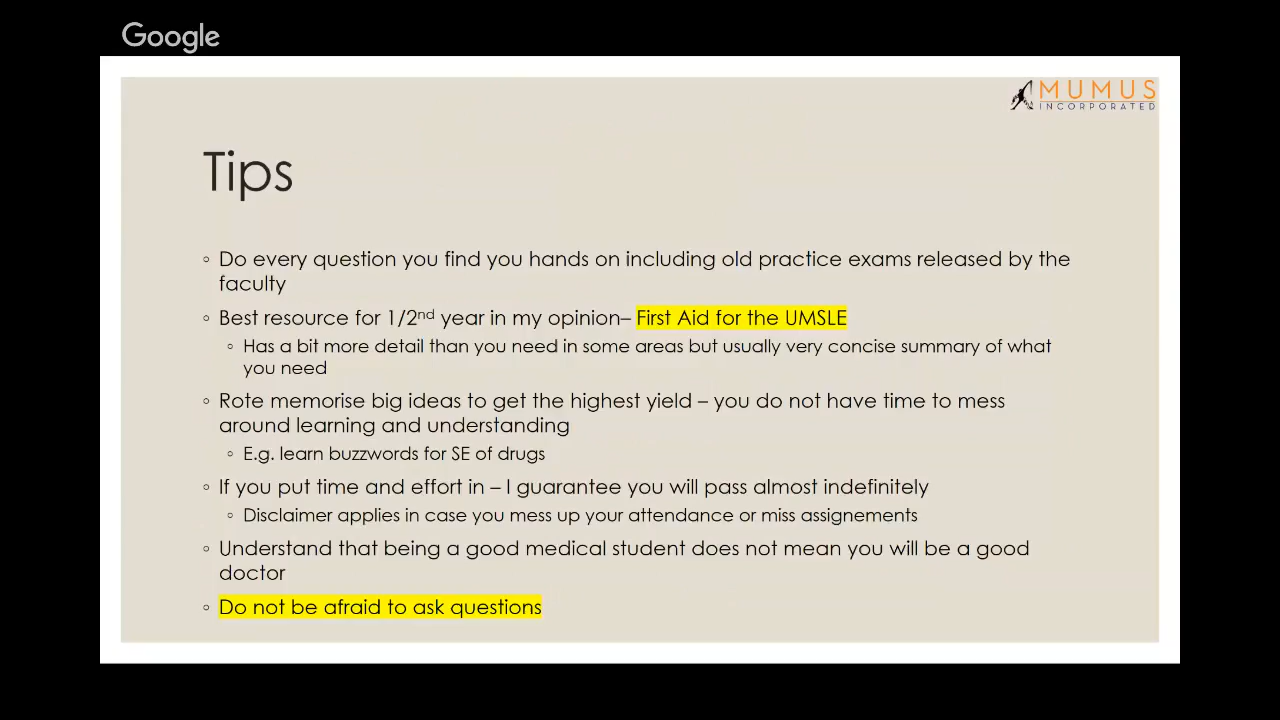 Google
MUMUS
INCORPORATED
Tips
◦ Do every question you find you hands on including old practice exams released by the
faculty
◦ Best resource for 1/2nd year in my opinion– First Aid for the UMSLE
◦ Has a bit more detail than you need in some areas but usually very concise summary of what
you need
◦ Rote memorise big ideas to get the highest yield – you do not have time to mess
around learning and understanding
◦ E.g. learn buzzwords for SE of drugs
◦ If you put time and effort in – I guarantee you will pass almost indefinitely
◦ Disclaimer applies in case you mess up your attendance or miss assignements
◦ Understand that being a good medical student does not mean you will be a good
doctor
◦ Do not be afraid to ask questions